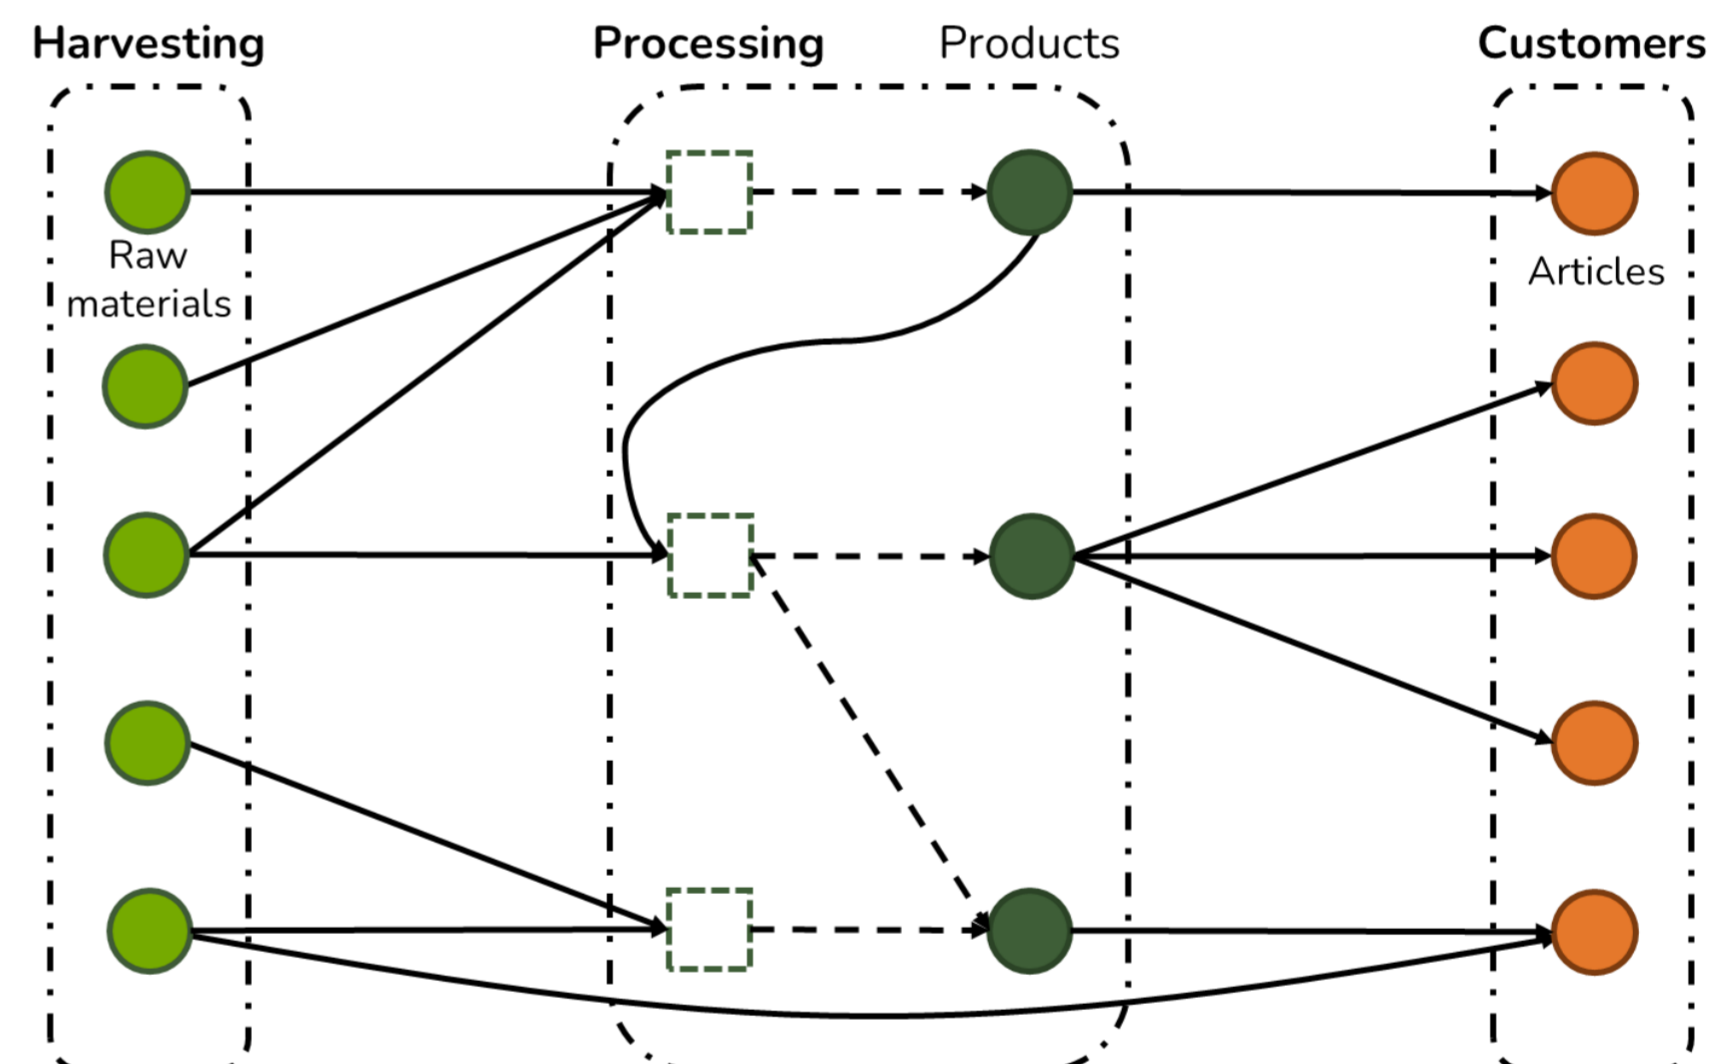 Harvesting
Processing
Products
Customers
Raw
materials
Articles